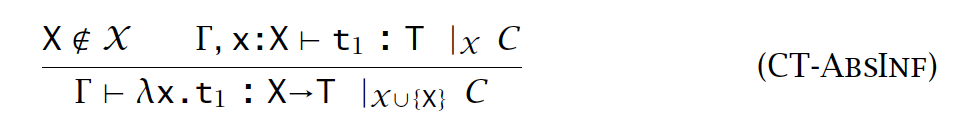 X ∉ 𝒳 Γ, x:X ⊢ t₁ : T |𝒳 C
(CT-ABSINF)
Γ ⊢ λx.t₁ : X→T |𝒳∪{X} C